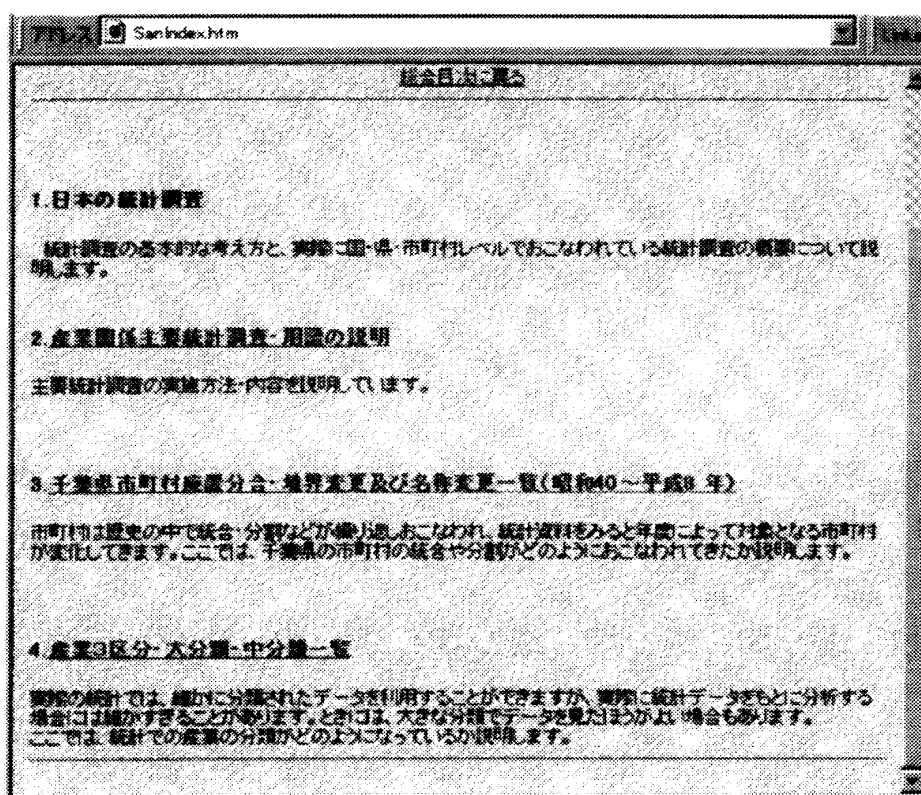 アドレス SanIndex.htm
総合目次に戻る
1.日本の統計調査
統計調査の基本的な考え方と、実際に国・県・市町村レベルでおこなわれている統計調査の概要について説
明します。
2.産業関係主要統計調査・用語の説明
主要統計調査の実施方法・内容を説明しています。
3.千葉県市町村廃置分合・境界変更及び名称変更一覧(昭和40～平成8 年)
市町村は歴史の中で統合・分割などが繰り返しおこなわれ、統計資料をみると年度によって対象となる市町村
が変化してきます。ここでは、千葉県の市町村の統合や分割がどのようにおこなわれてきたか説明します。
4.産業3区分・大分類・中分類一覧
実際の統計では、細かに分類されたデータを利用することができますが、実際に統計データをもとに分析する
場合には細かすぎることがあります。ときには、大きな分類でデータを見たほうがよい場合もあります。
ここでは、統計での産業の分類がどのようになっているか説明します。